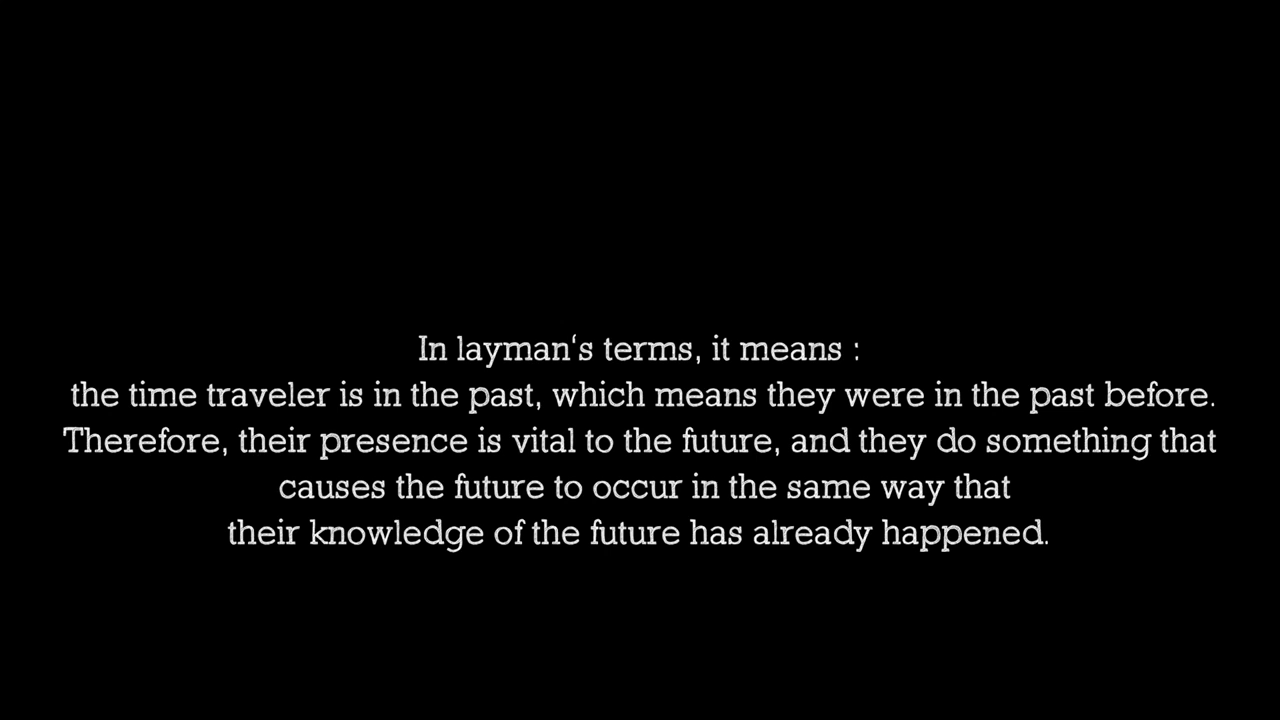 In layman‘s terms, it means :
the time traveler is in the past, which means they were in the past before.
Therefore, their presence is vital to the future, and they do something that
causes the future to occur in the same way that
their knowledge of the future has already happened.